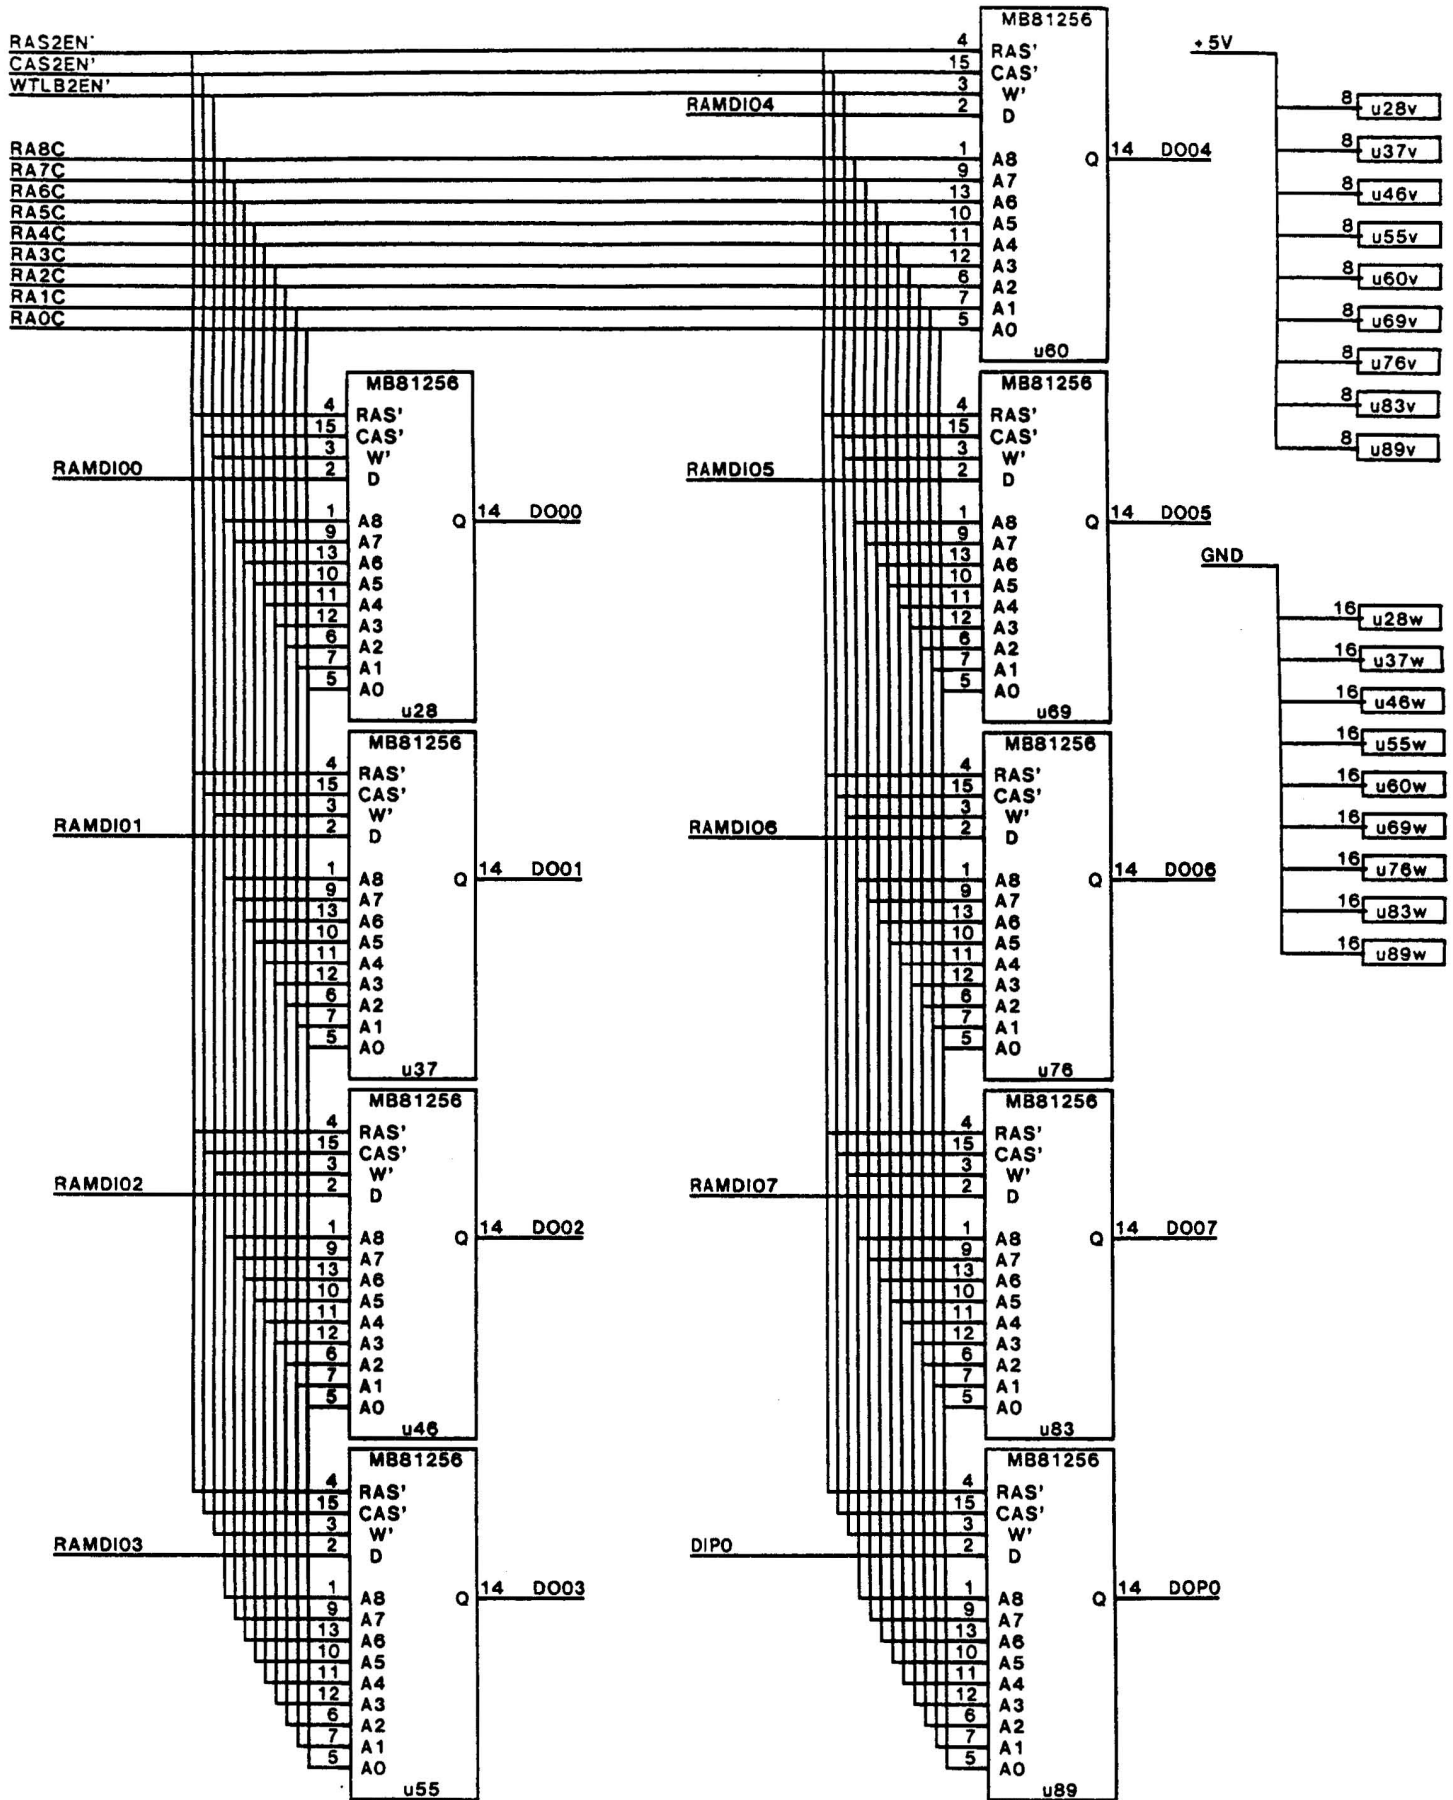 RAS2EN'
CAS2EN'
WTLB2EN'
RA8C
RA7C
RA6C
RA5C
RA4C
RA3C
RA2C
RA1C
RA0C
RAMDI04
MB81256
4 RAS'
15 CAS'
3 W'
2 D
1 A8 Q 14 DO04
9 A7
13 A6
10 A5
11 A4
12 A3
6 A2
7 A1
5 A0
u60
MB81256
4 RAS'
15 CAS'
3 W'
RAMDI00 2 D
1 A8 Q 14 DO00
9 A7
13 A6
10 A5
11 A4
12 A3
6 A2
7 A1
5 A0
u28
MB81256
4 RAS'
15 CAS'
3 W'
RAMDI01 2 D
1 A8 Q 14 DO01
9 A7
13 A6
10 A5
11 A4
12 A3
6 A2
7 A1
5 A0
u37
MB81256
4 RAS'
15 CAS'
3 W'
RAMDI02 2 D
1 A8 Q 14 DO02
9 A7
13 A6
10 A5
11 A4
12 A3
6 A2
7 A1
5 A0
u46
MB81256
4 RAS'
15 CAS'
3 W'
RAMDI03 2 D
1 A8 Q 14 DO03
9 A7
13 A6
10 A5
11 A4
12 A3
6 A2
7 A1
5 A0
u55
MB81256
4 RAS'
15 CAS'
3 W'
RAMDI05 2 D
1 A8 Q 14 DO05
9 A7
13 A6
10 A5
11 A4
12 A3
6 A2
7 A1
5 A0
u69
MB81256
4 RAS'
15 CAS'
3 W'
RAMDI06 2 D
1 A8 Q 14 DO06
9 A7
13 A6
10 A5
11 A4
12 A3
6 A2
7 A1
5 A0
u76
MB81256
4 RAS'
15 CAS'
3 W'
RAMDI07 2 D
1 A8 Q 14 DO07
9 A7
13 A6
10 A5
11 A4
12 A3
6 A2
7 A1
5 A0
u83
MB81256
4 RAS'
15 CAS'
3 W'
DIP0 2 D
1 A8 Q 14 DOP0
9 A7
13 A6
10 A5
11 A4
12 A3
6 A2
7 A1
5 A0
u89
+5V
8 u28v
8 u37v
8 u46v
8 u55v
8 u60v
8 u69v
8 u76v
8 u83v
8 u89v
GND
16 u28w
16 u37w
16 u46w
16 u55w
16 u60w
16 u69w
16 u76w
16 u83w
16 u89w